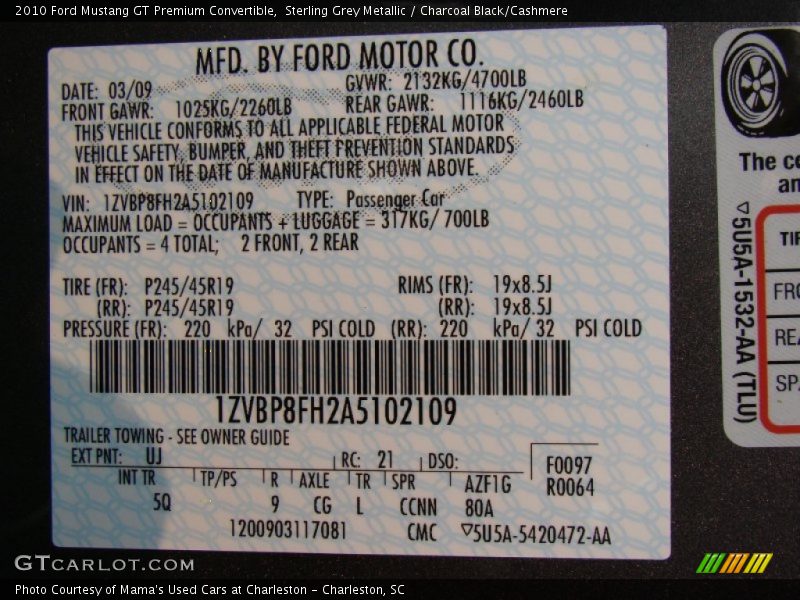 2010 Ford Mustang GT Premium Convertible, Sterling Grey Metallic / Charcoal Black/Cashmere
MFD. BY FORD MOTOR CO.
DATE: 03/09 GVWR: 2132KG/4700LB
FRONT GAWR: 1025KG/2260LB REAR GAWR: 1116KG/2460LB
THIS VEHICLE CONFORMS TO ALL APPLICABLE FEDERAL MOTOR
VEHICLE SAFETY, BUMPER, AND THEFT PREVENTION STANDARDS
IN EFFECT ON THE DATE OF MANUFACTURE SHOWN ABOVE.
VIN: 1ZVBP8FH2A5102109 TYPE: Passenger Car
MAXIMUM LOAD = OCCUPANTS + LUGGAGE = 317KG/ 700LB
OCCUPANTS = 4 TOTAL; 2 FRONT, 2 REAR
TIRE (FR): P245/45R19 RIMS (FR): 19x8.5J
(RR): P245/45R19 (RR): 19x8.5J
PRESSURE (FR): 220 kPa/ 32 PSI COLD (RR): 220 kPa/ 32 PSI COLD
1ZVBP8FH2A5102109
TRAILER TOWING - SEE OWNER GUIDE
EXT PNT: UJ RC: 21 DSO: F0097
INT TR TP/PS R AXLE TR SPR AZF1G R0064
5Q 9 CG L CCNN 80A
1200903117081 CMC ▽5U5A-5420472-AA
The co
an
▽5U5A-1532-AA (TLU)
TIR
FRO
REA
SPA
GTCARLOT.COM
Photo Courtesy of Mama's Used Cars at Charleston - Charleston, SC